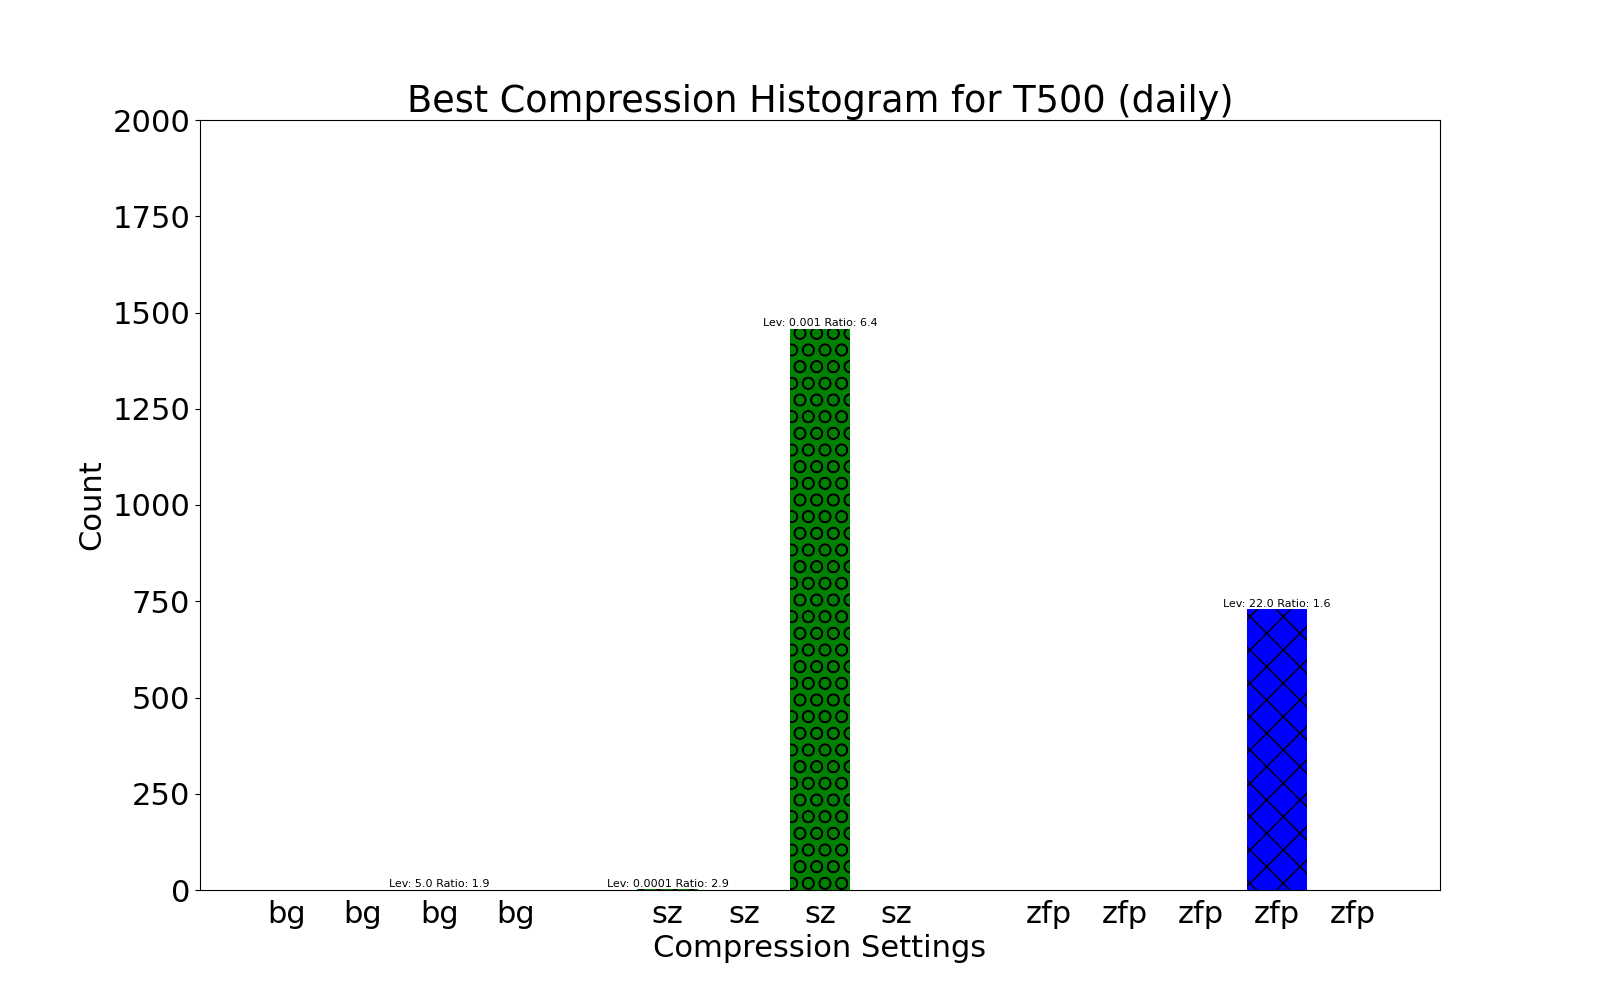 Best Compression Histogram for T500 (daily)
2000
1750
1500
1250
1000
750
500
250
0
Count
Lev: 5.0 Ratio: 1.9
Lev: 0.0001 Ratio: 2.9
Lev: 0.001 Ratio: 6.4
Lev: 22.0 Ratio: 1.6
bg bg bg bg sz sz sz sz zfp zfp zfp zfp zfp
Compression Settings